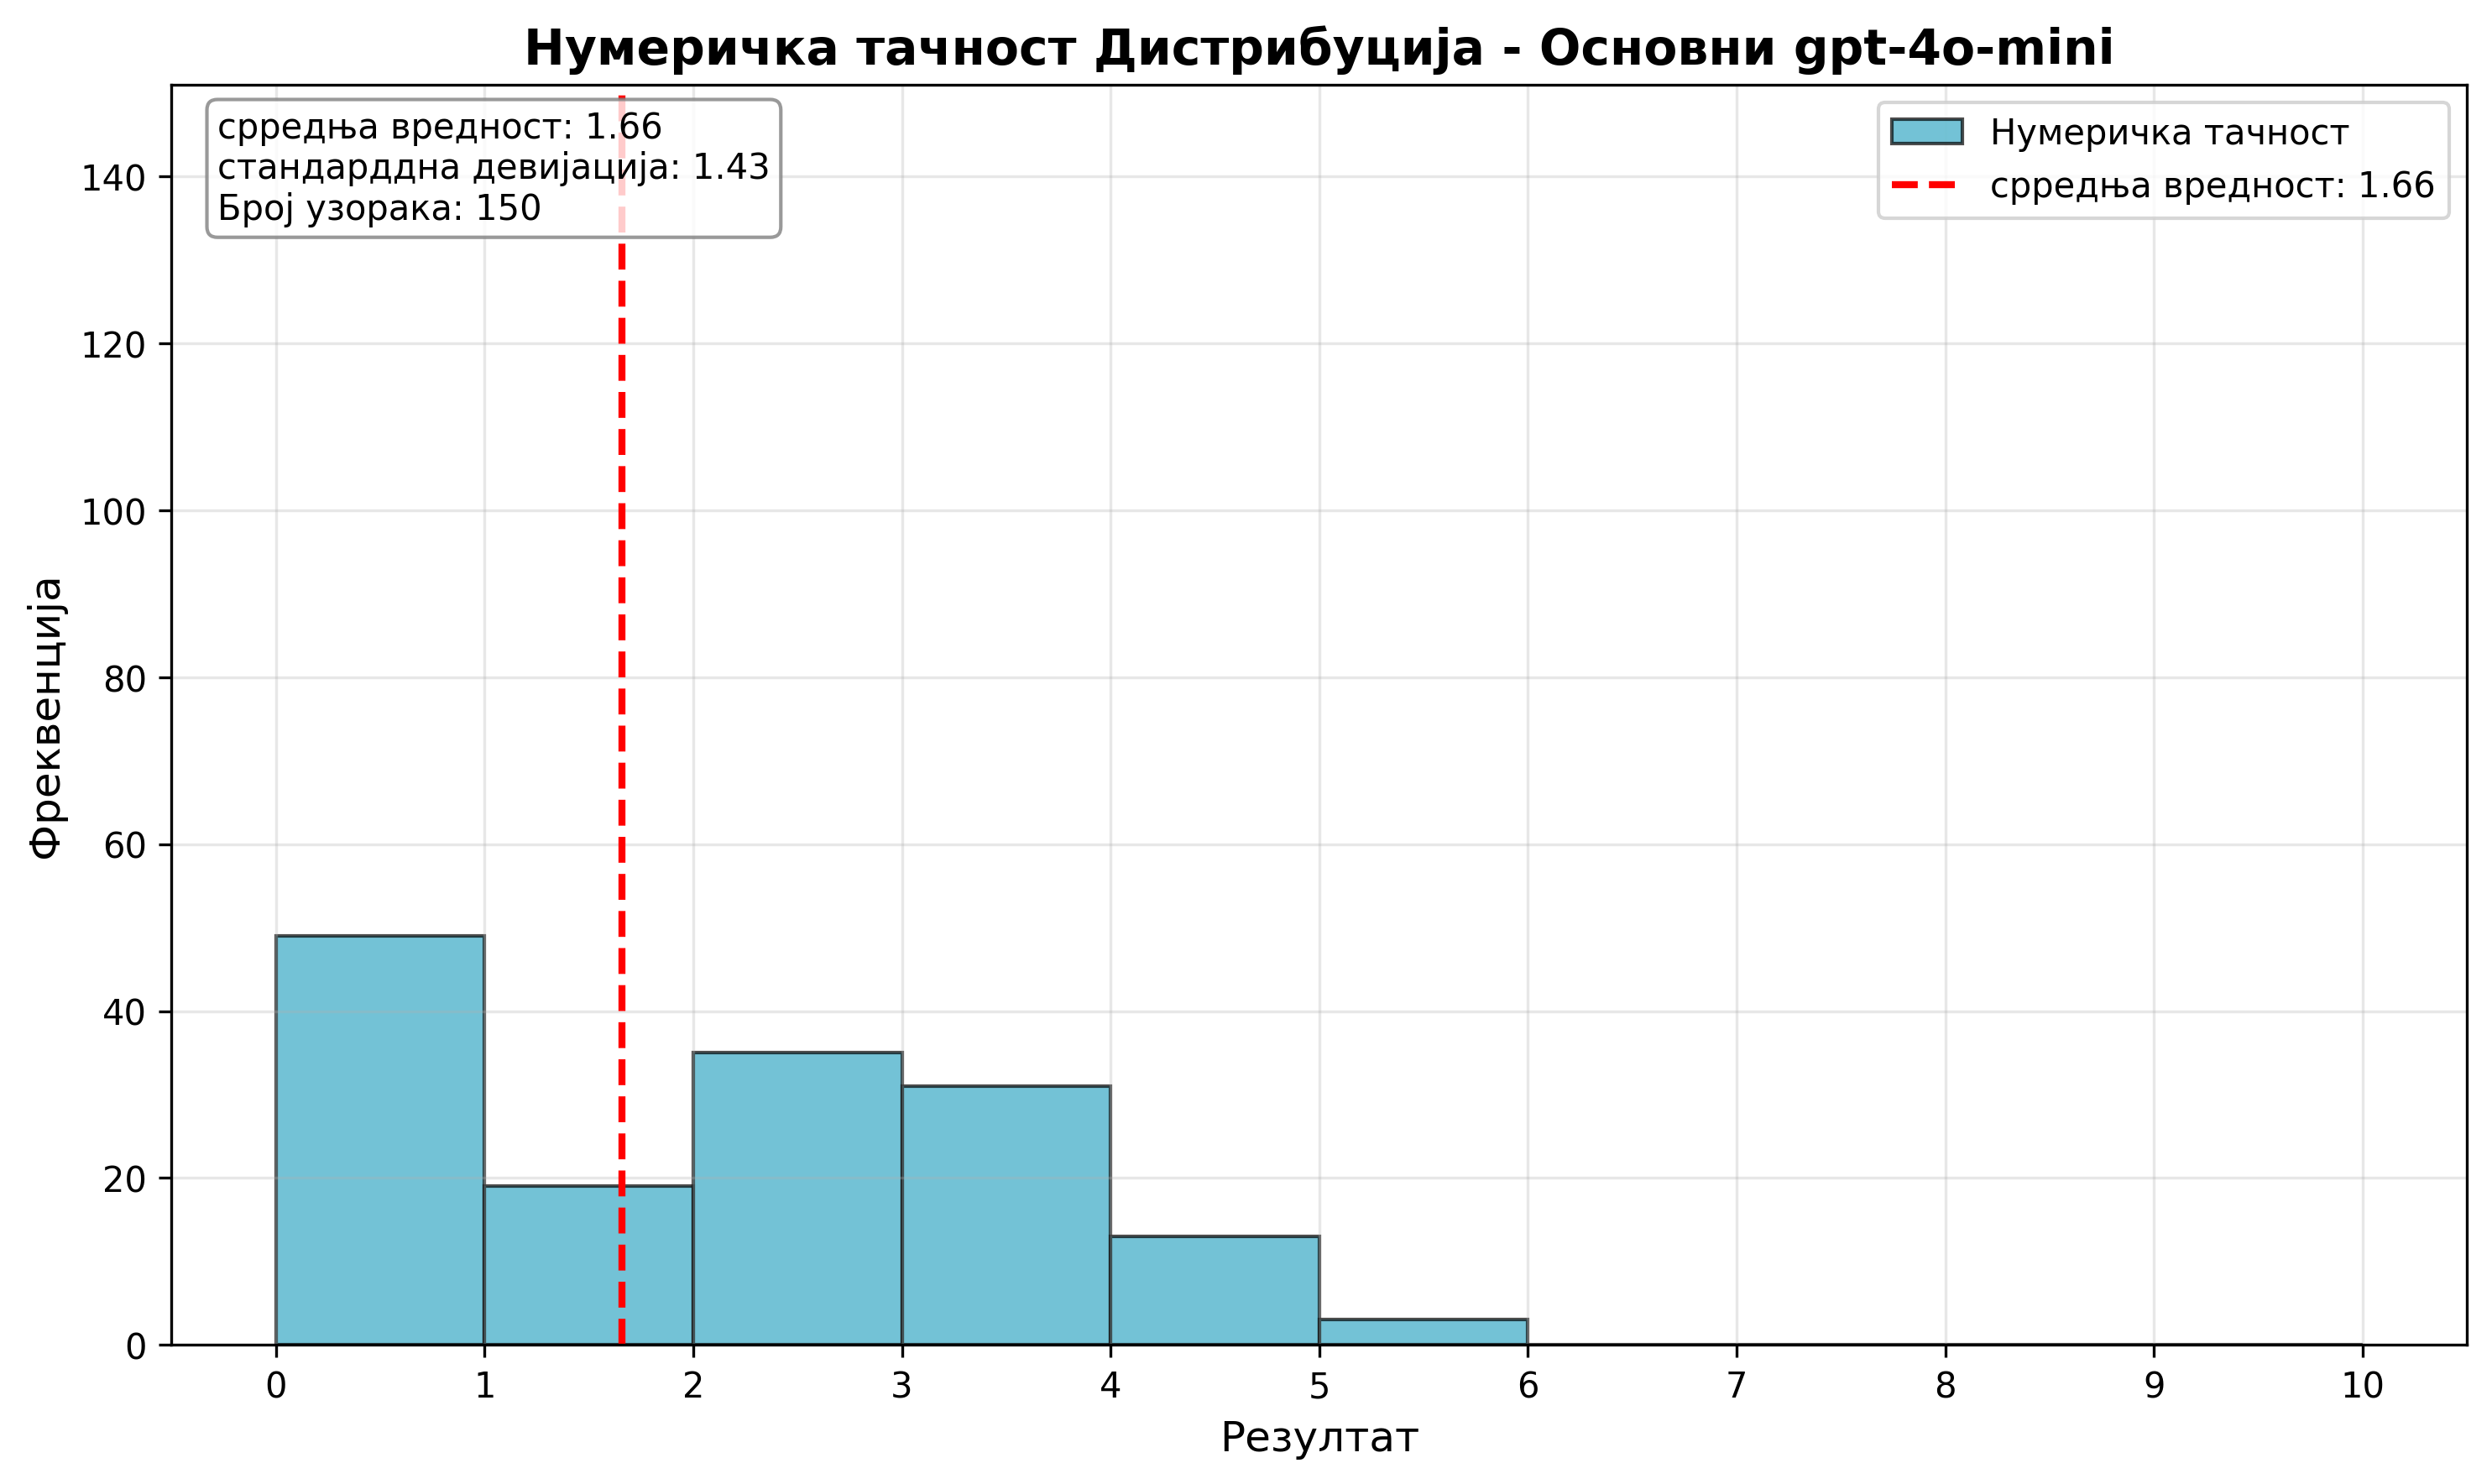 Нумеричка тачност Дистрибуција - Основни gpt-4o-mini
срредња вредност: 1.66
стандарддна девијација: 1.43
Број узорака: 150
Нумеричка тачност
срредња вредност: 1.66
Фреквенција
140
120
100
80
60
40
20
0
0 1 2 3 4 5 6 7 8 9 10
Резултат